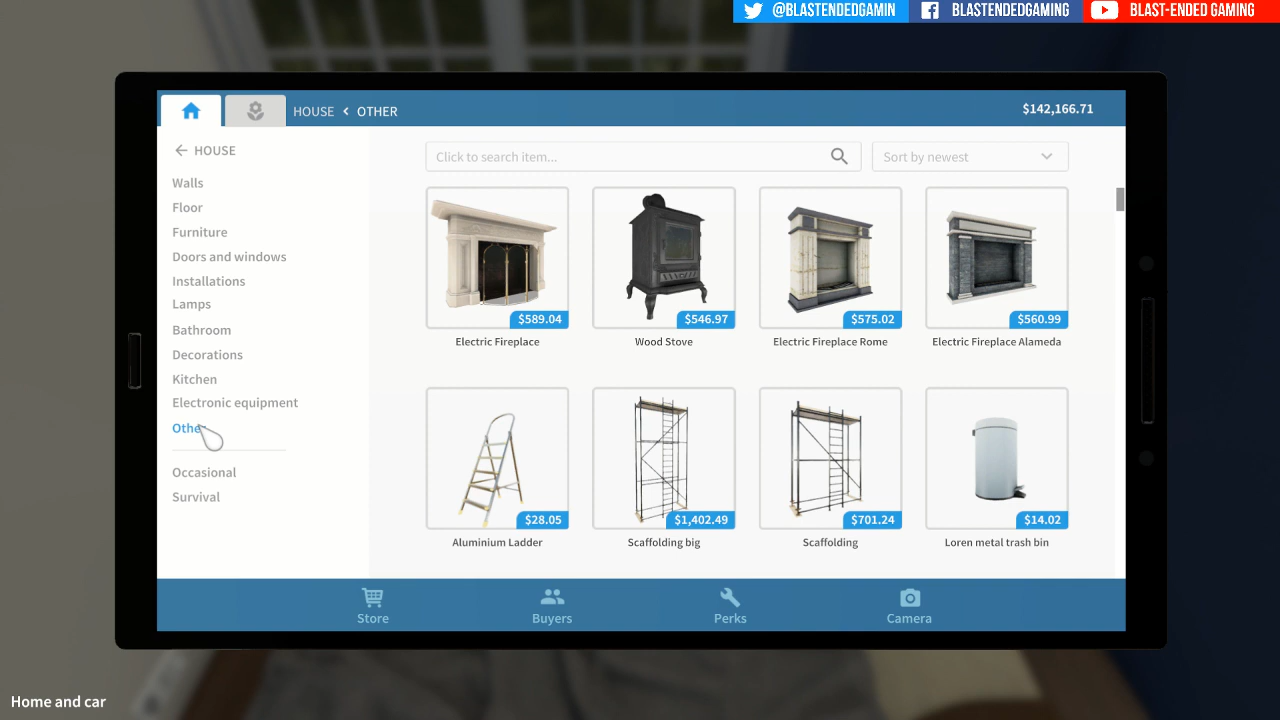 @BLASTENDEDGAMIN
BLASTENDEDGAMING
BLAST-ENDED GAMING
HOUSE < OTHER
$142,166.71
HOUSE
Walls
Floor
Furniture
Doors and windows
Installations
Lamps
Bathroom
Decorations
Kitchen
Electronic equipment
Othe
Occasional
Survival
Click to search item...
Sort by newest
$589.04
$546.97
$575.02
$560.99
Electric Fireplace
Wood Stove
Electric Fireplace Rome
Electric Fireplace Alameda
$28.05
$1,402.49
$701.24
$14.02
Aluminium Ladder
Scaffolding big
Scaffolding
Loren metal trash bin
Store
Buyers
Perks
Camera
Home and car